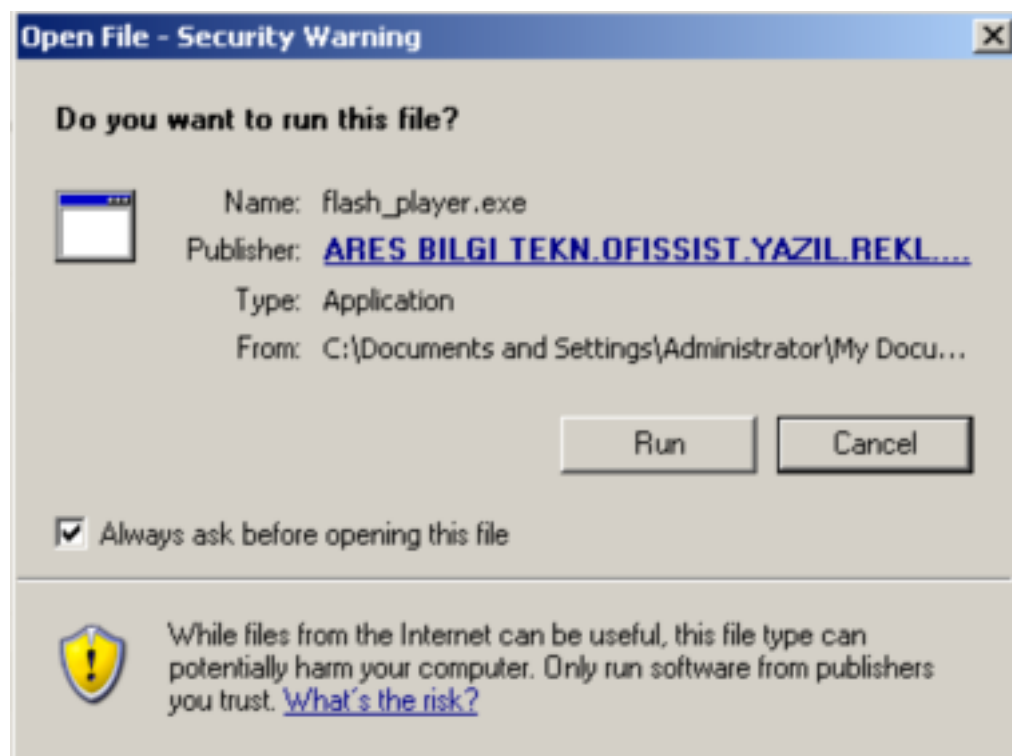 Open File - Security Warning
Do you want to run this file?
Name: flash_player.exe
Publisher: ARES BILGI TEKN.OFISSIST.YAZIL.REKL....
Type: Application
From: C:\Documents and Settings\Administrator\My Docu...
Run Cancel
Always ask before opening this file
While files from the Internet can be useful, this file type can
potentially harm your computer. Only run software from publishers
you trust. What's the risk?